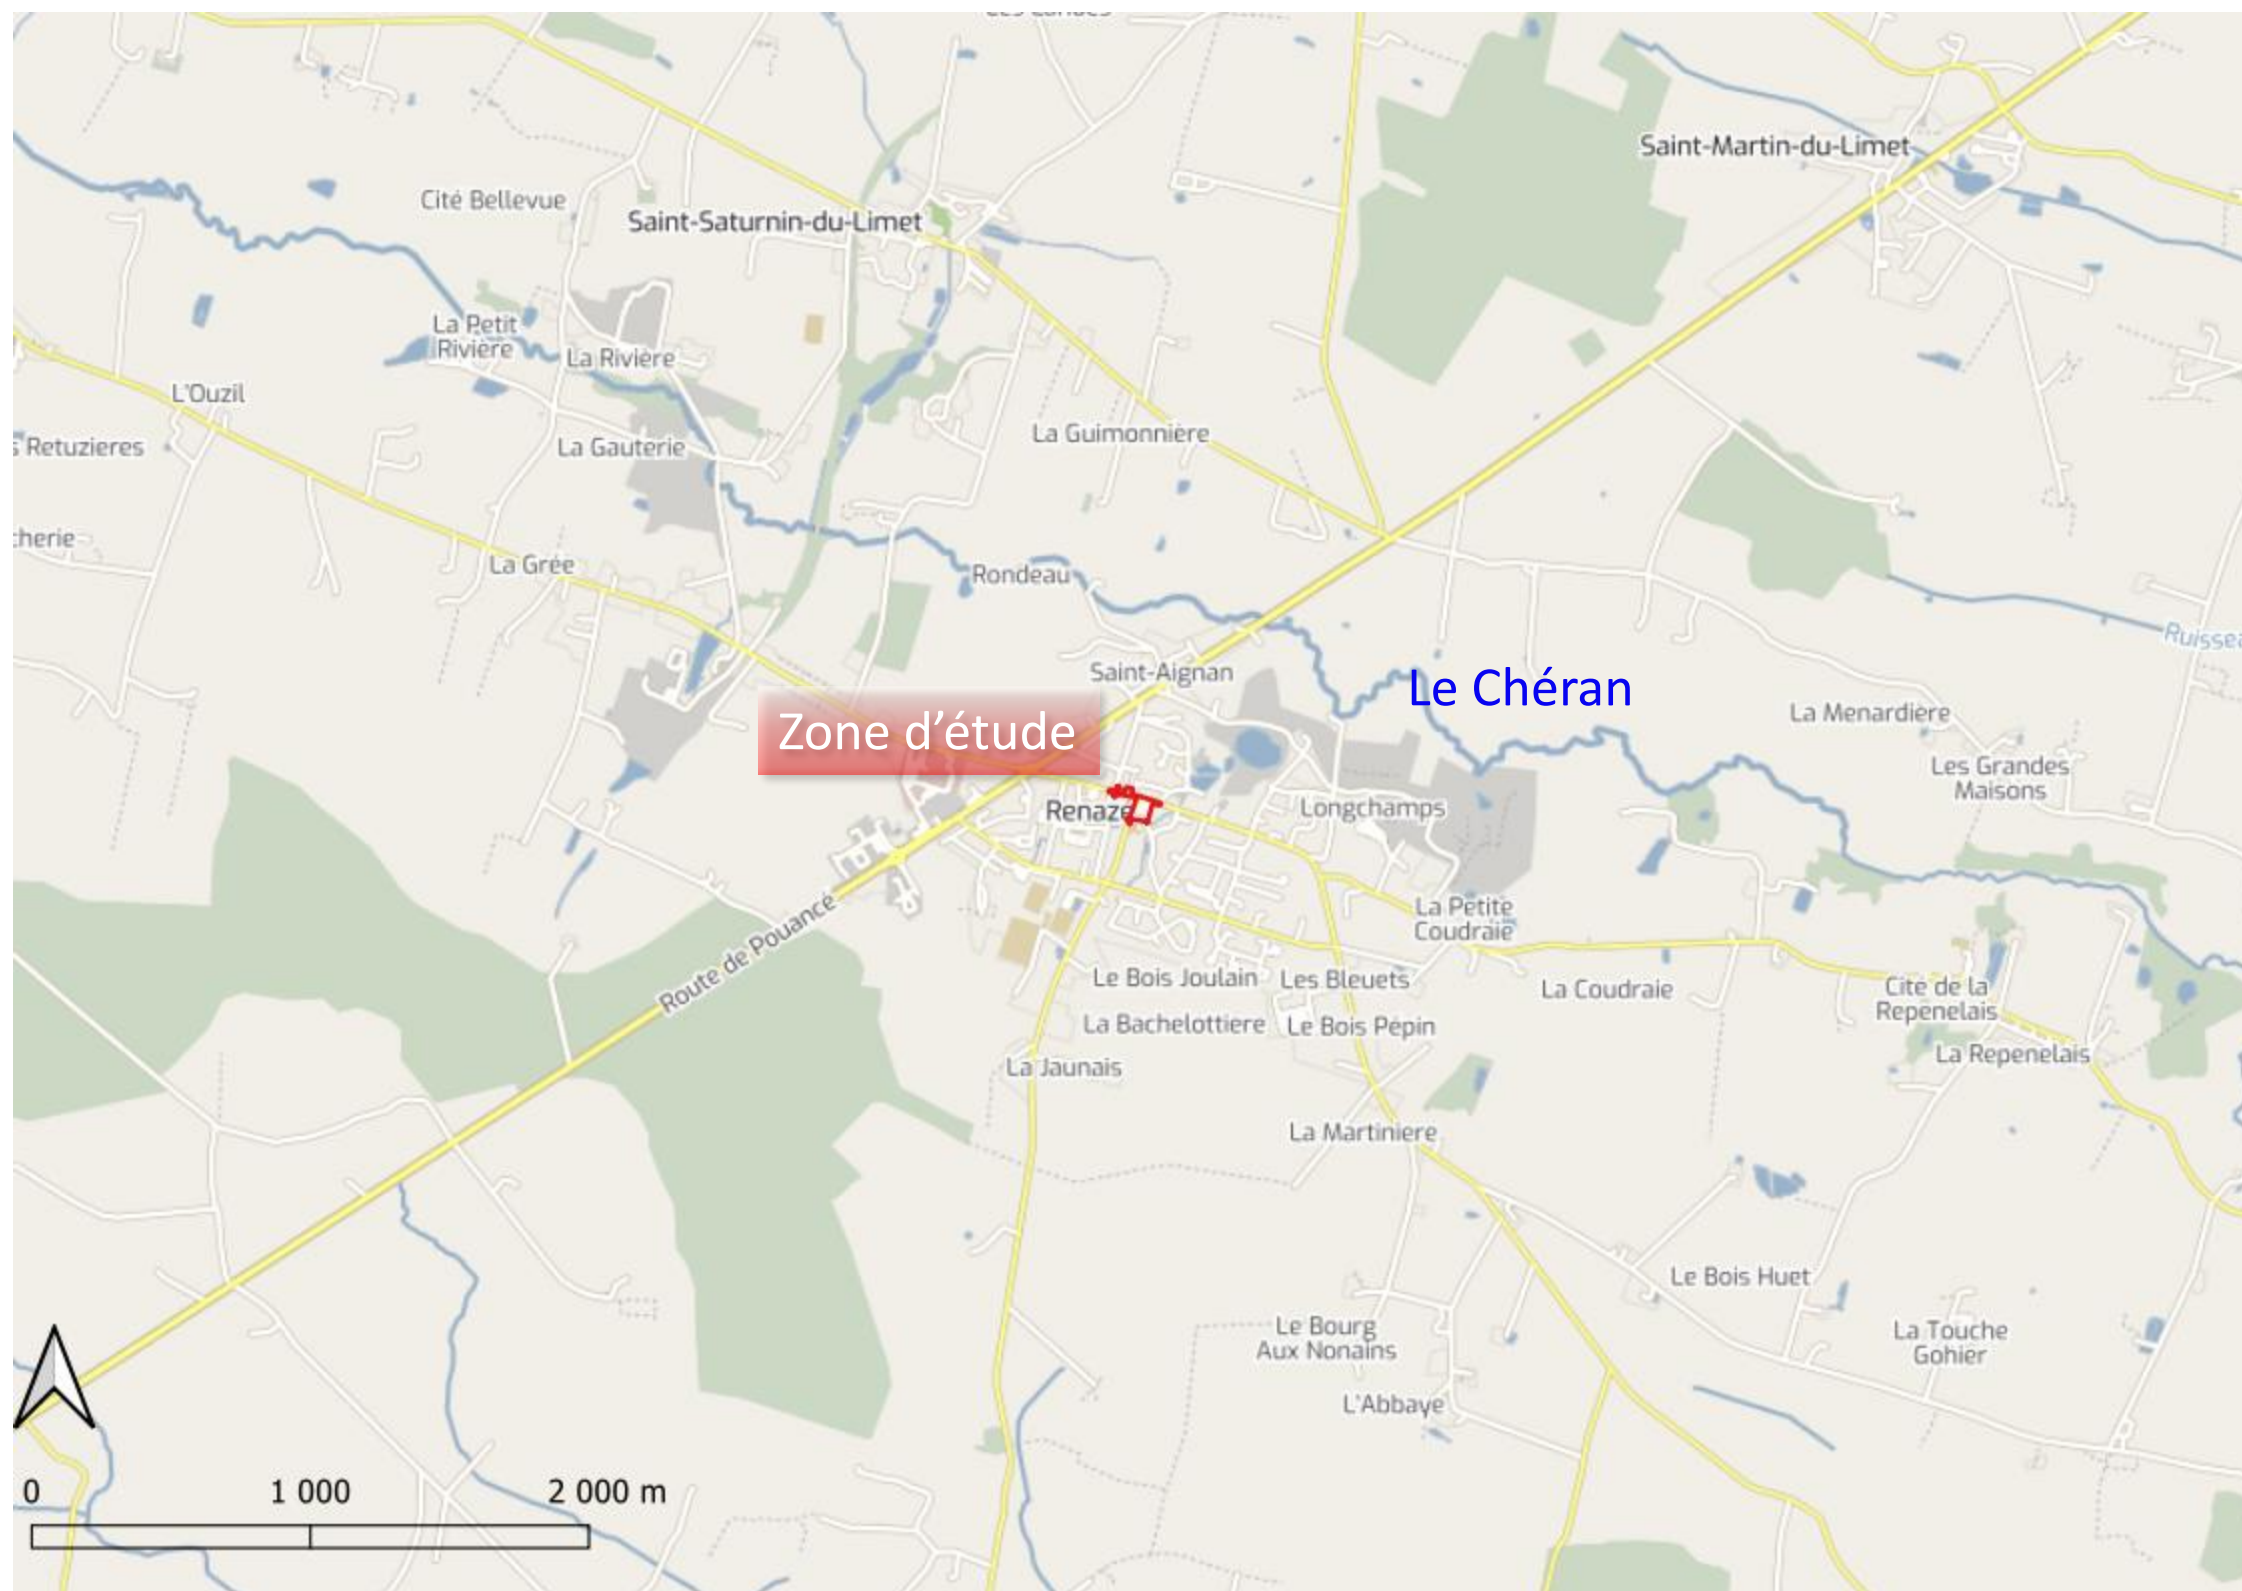 Saint-Martin-du-Limet
Cité Bellevue
Saint-Saturnin-du-Limet
La Petit
Rivière
La Rivière
L'Ouzil
Retuzieres
La Gauterie
La Guimonnière
La Grée
Rondeau
Ruissea
Saint-Aignan
Le Chéran
La Menardière
Zone d'étude
Les Grandes
Maisons
Renazé
Longchamps
Route de Pouancé
La Petite
Coudraie
Le Bois Joulain
Les Bleuets
La Coudraie
Cité de la
Repenelais
La Bachelottiere
Le Bois Pépin
La Jaunais
La Repenelais
La Martiniere
Le Bois Huet
Le Bourg
Aux Nonains
La Touche
Gohier
L'Abbaye
0 1 000 2 000 m